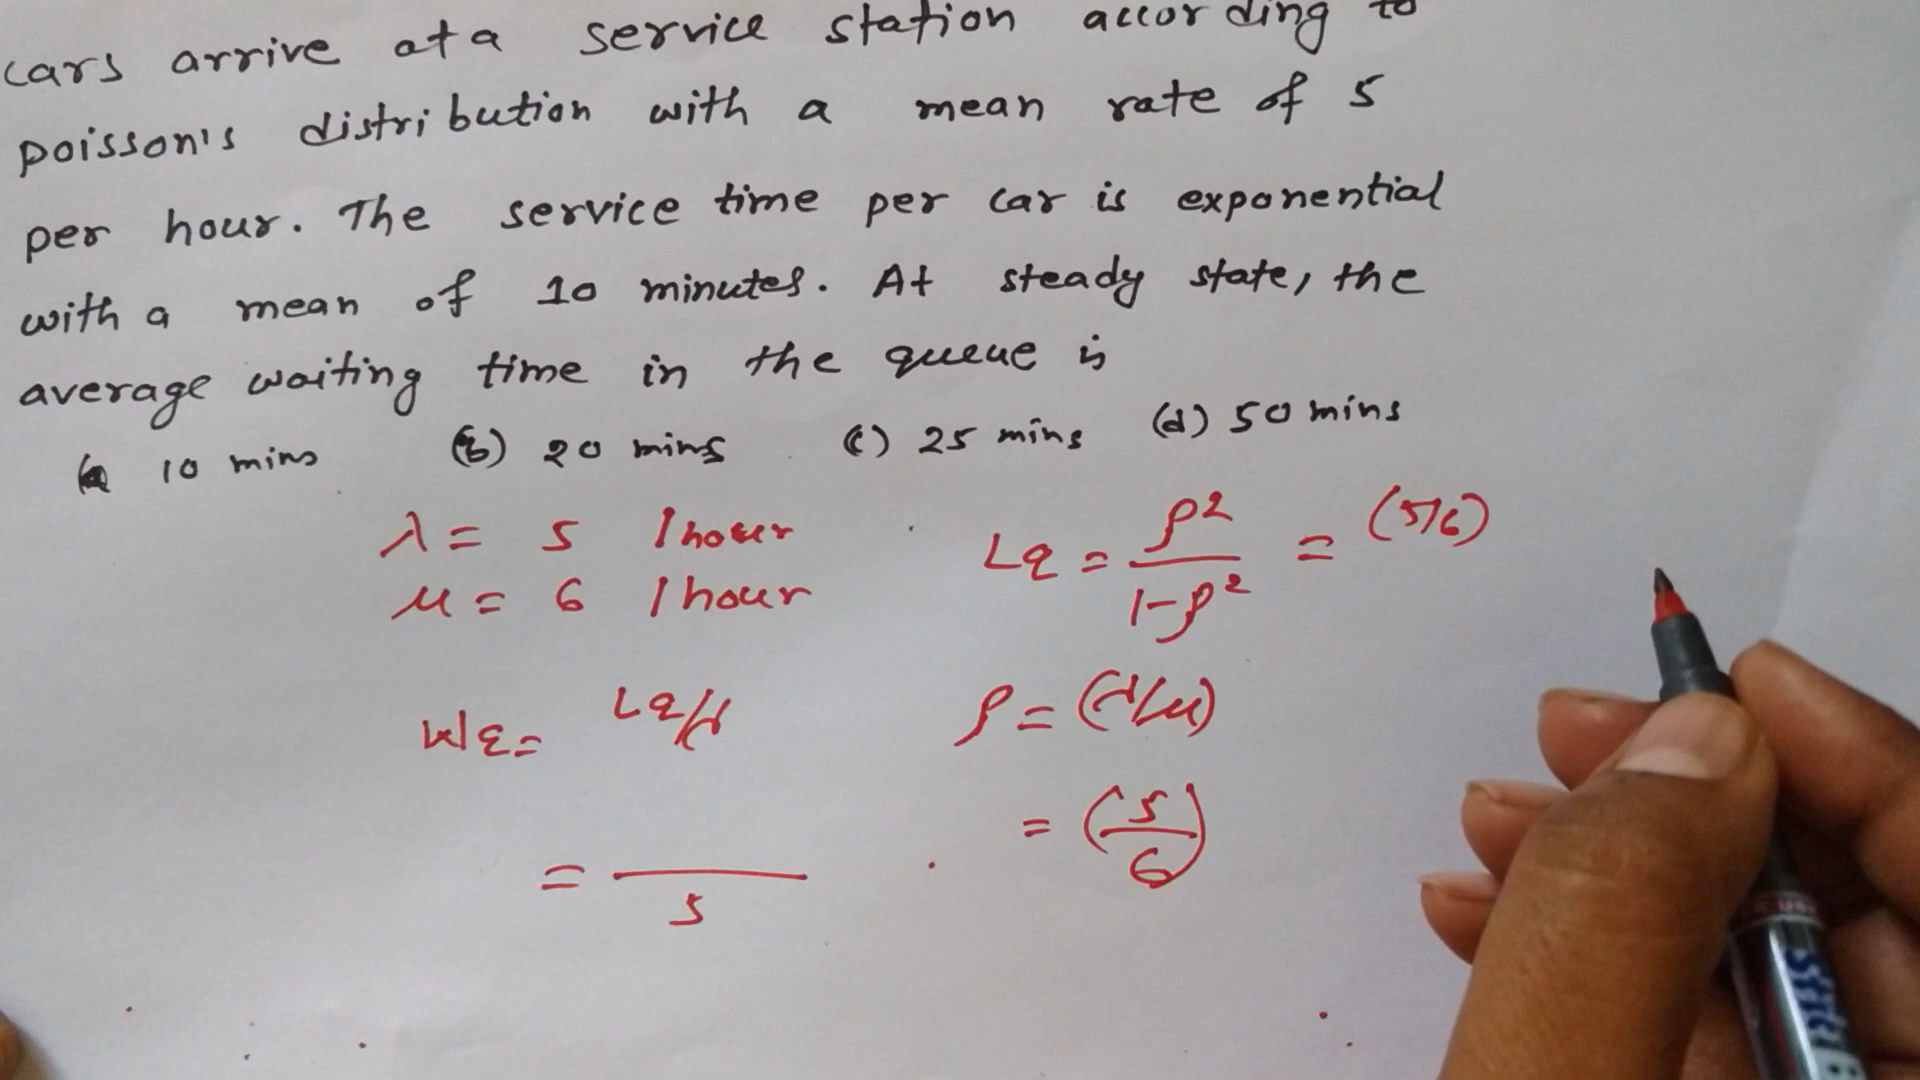 cars arrive at a service station according to
poisson's distribution with a mean rate of 5
per hour. The service time per car is exponential
with a mean of 10 minutes. At steady state, the
average waiting time in the queue is
(a 10 mins (b) 20 mins (c) 25 mins (d) 50 mins
λ = 5 / hour
μ = 6 / hour
Lq = ρ² / 1-ρ² = (5/6)
Wq = Lq/λ
ρ = (λ/μ)
= (5/6)
= / 5